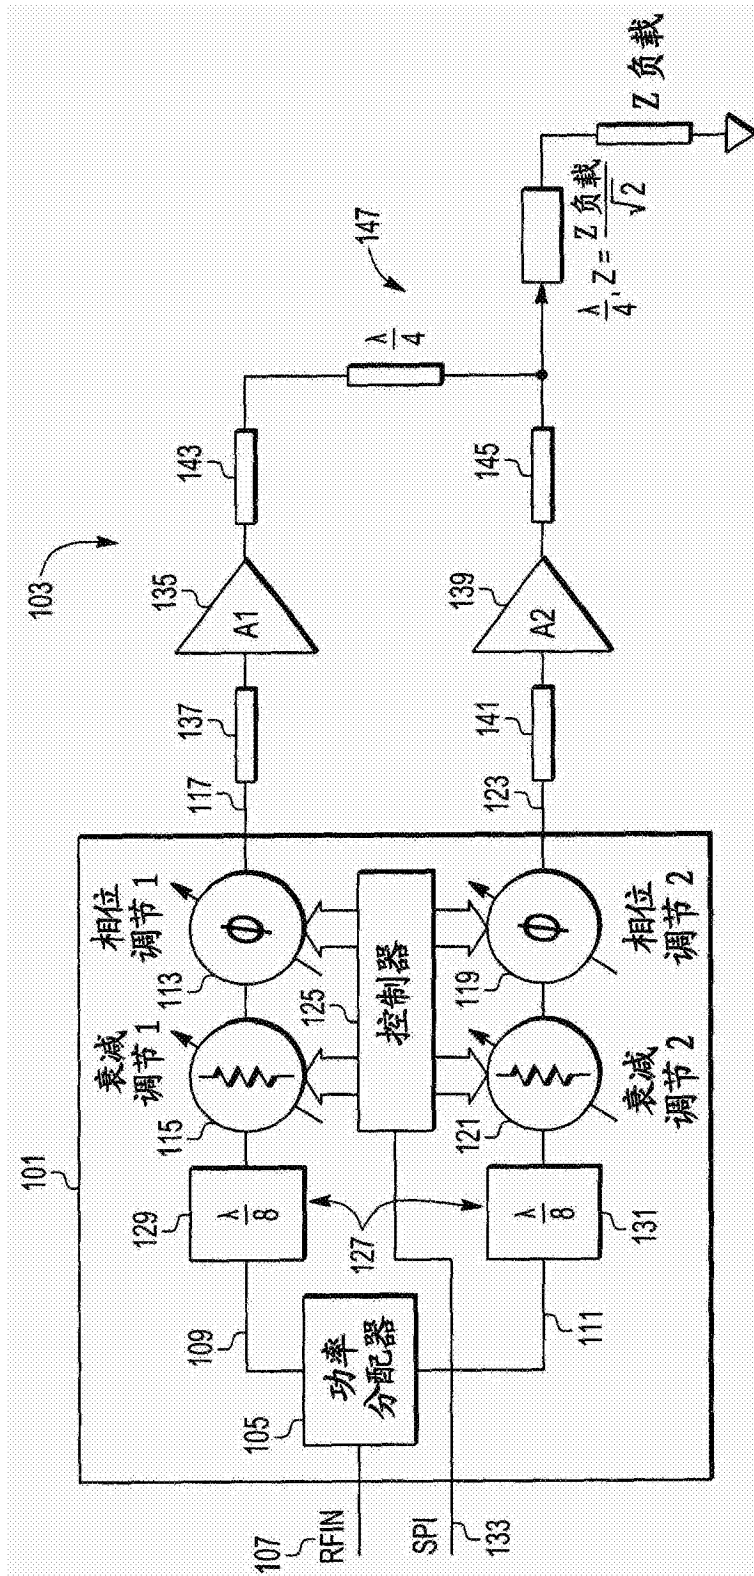 103
101
107
RFIN
SPI
133
105
功率
分配器
109
111
129
λ/8
127
λ/8
131
衰减
调节 1
115
相位
调节 1
113
Φ
125
控制器
121
衰减
调节 2
119
Φ
相位
调节 2
117
123
137
141
135
A1
139
A2
143
145
λ/4
147
λ/4, Z = Z 负载/√2
Z 负载